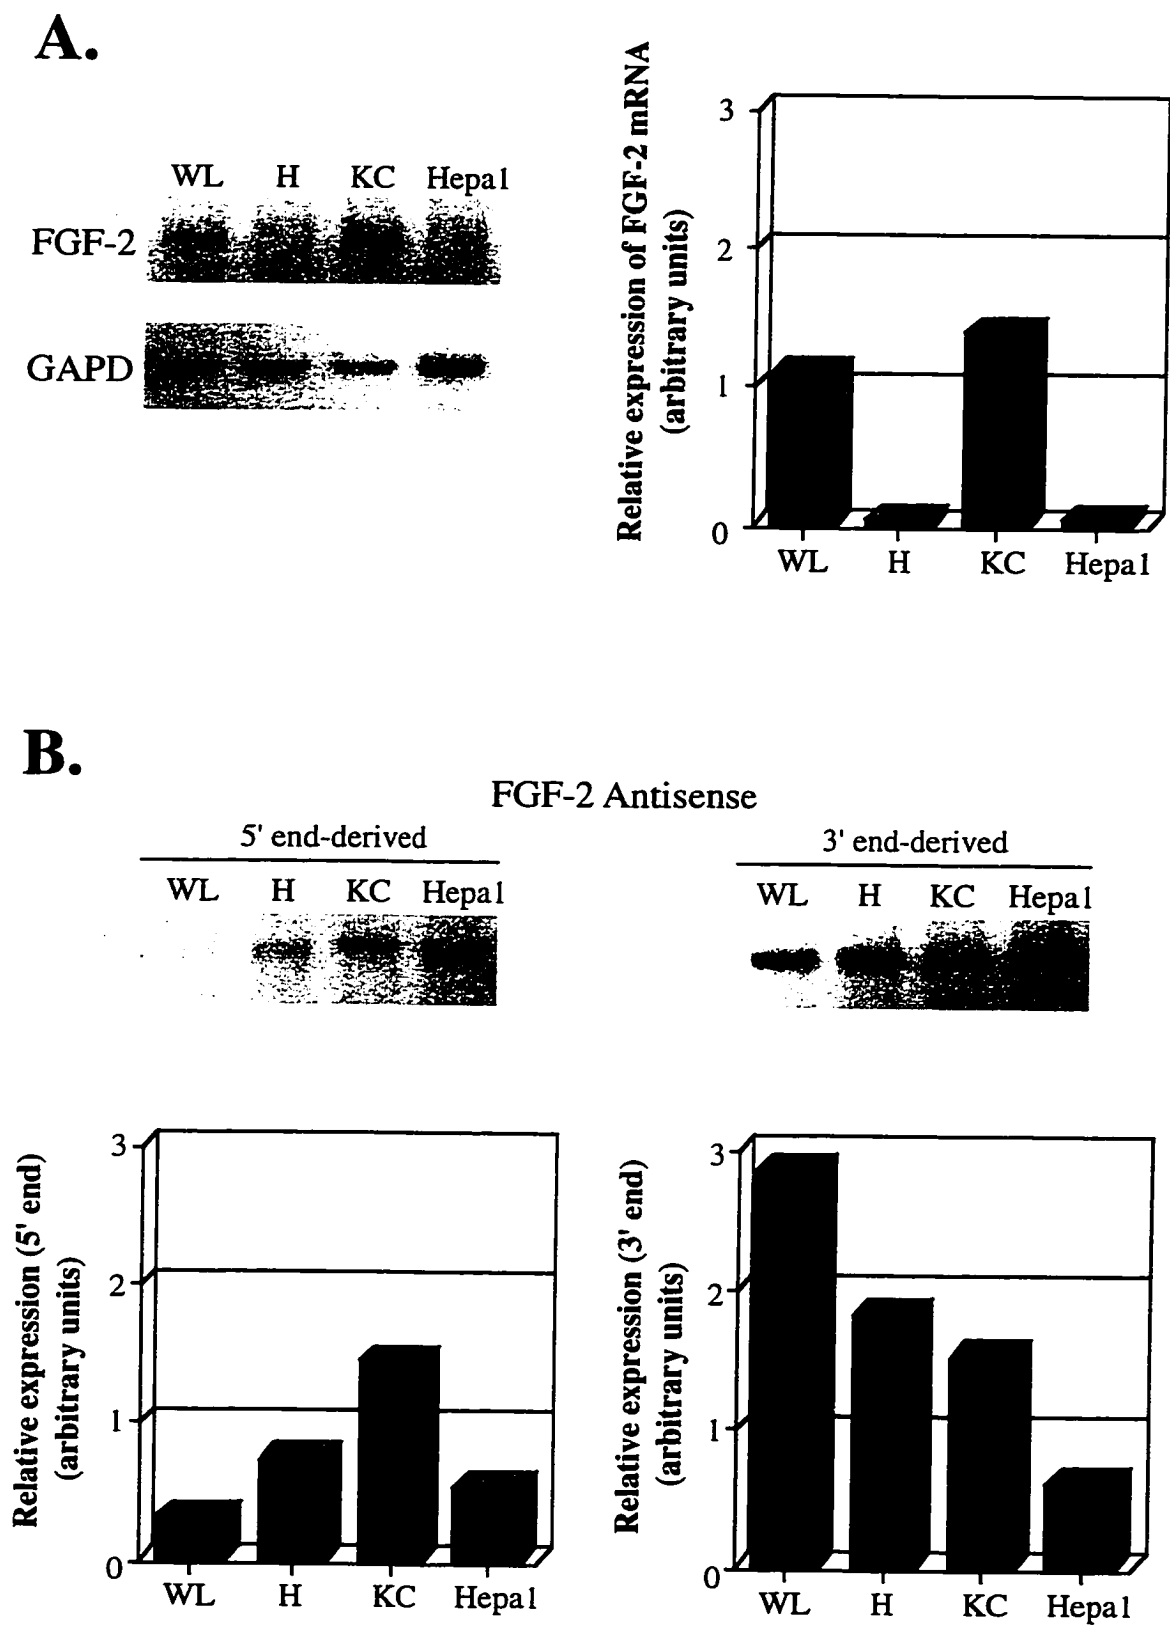 A.
WL H KC Hepa1
FGF-2
GAPD
Relative expression of FGF-2 mRNA
(arbitrary units)
3
2
1
0
WL H KC Hepa1
B.
FGF-2 Antisense
5' end-derived
WL H KC Hepa1
3' end-derived
WL H KC Hepa1
Relative expression (5' end)
(arbitrary units)
3
2
1
0
WL H KC Hepa1
Relative expression (3' end)
(arbitrary units)
3
2
1
0
WL H KC Hepa1